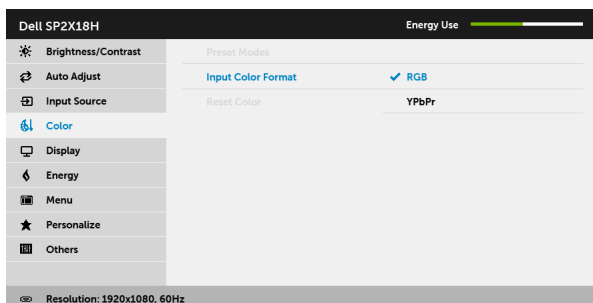 Dell SP2X18H Energy Use
Brightness/Contrast Preset Modes
Auto Adjust Input Color Format RGB
Input Source Reset Color YPbPr
Color
Display
Energy
Menu
Personalize
Others
Resolution: 1920x1080, 60Hz